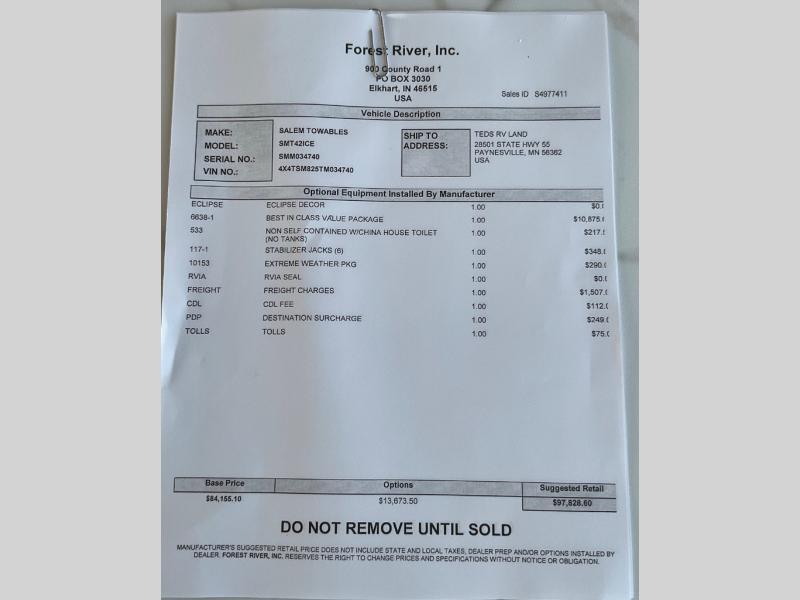 Forest River, Inc.
900 County Road 1
PO BOX 3030
Elkhart, IN 46515
USA
Sales ID S4977411
Vehicle Description
MAKE: SALEM TOWABLES
MODEL: SMT42ICE
SERIAL NO.: SMM034740
VIN NO.: 4X4TSM825TM034740
SHIP TO ADDRESS: TEDS RV LAND
28501 STATE HWY 55
PAYNESVILLE, MN 56362
USA
Optional Equipment Installed By Manufacturer
ECLIPSE ECLIPSE DECOR 1.00 $0.
6638-1 BEST IN CLASS VALUE PACKAGE 1.00 $10,875.
533 NON SELF CONTAINED W/CHINA HOUSE TOILET (NO TANKS) 1.00 $217.
117-1 STABILIZER JACKS (6) 1.00 $348.
10153 EXTREME WEATHER PKG 1.00 $290.
RVIA RVIA SEAL 1.00 $0.
FREIGHT FREIGHT CHARGES 1.00 $1,507.
CDL CDL FEE 1.00 $112.
PDP DESTINATION SURCHARGE 1.00 $249.
TOLLS TOLLS 1.00 $75.
Base Price Options Suggested Retail
$84,155.10 $13,673.50 $97,828.60
DO NOT REMOVE UNTIL SOLD
MANUFACTURER'S SUGGESTED RETAIL PRICE DOES NOT INCLUDE STATE AND LOCAL TAXES, DEALER PREP AND/OR OPTIONS INSTALLED BY
DEALER. FOREST RIVER, INC. RESERVES THE RIGHT TO CHANGE PRICES AND SPECIFICATIONS WITHOUT NOTICE OR OBLIGATION.